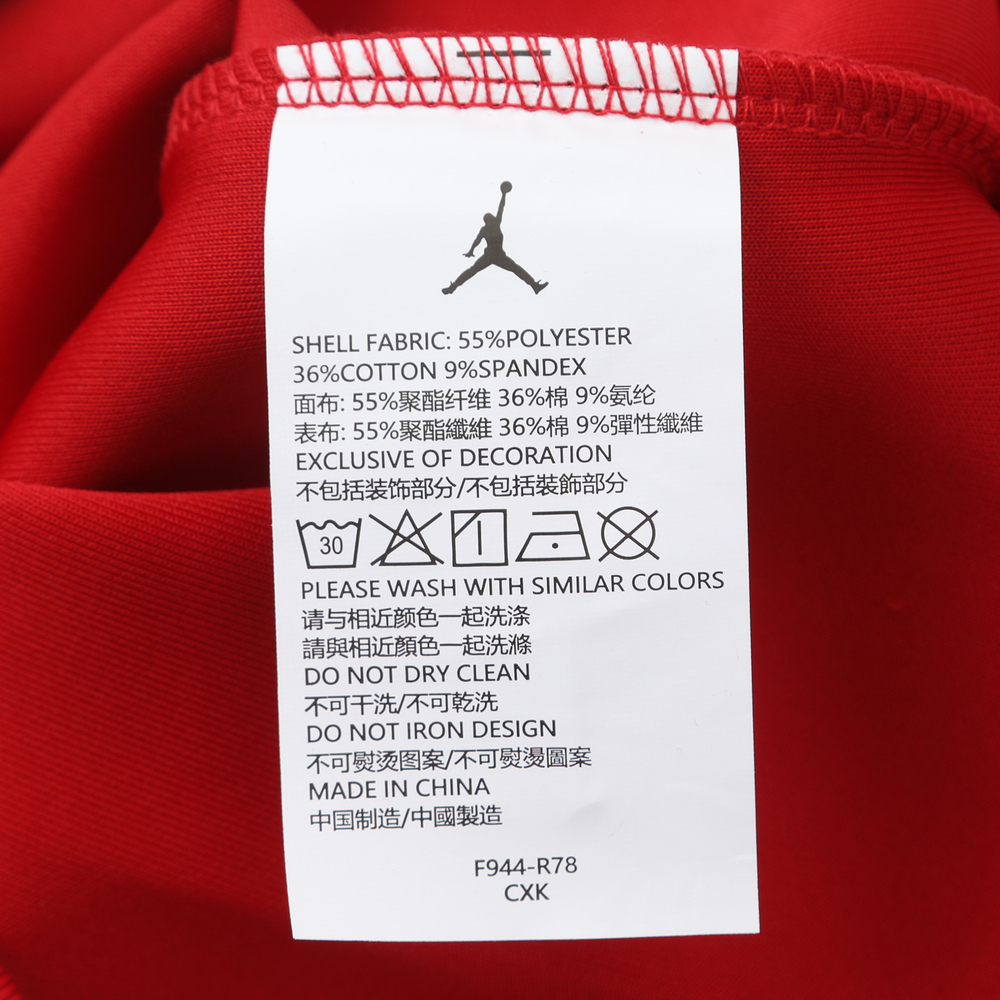 SHELL FABRIC: 55%POLYESTER
36%COTTON 9%SPANDEX
面布: 55%聚酯纤维 36%棉 9%氨纶
表布: 55%聚酯纖維 36%棉 9%彈性纖維
EXCLUSIVE OF DECORATION
不包括装饰部分/不包括裝飾部分
30
PLEASE WASH WITH SIMILAR COLORS
请与相近颜色一起洗涤
請與相近顏色一起洗滌
DO NOT DRY CLEAN
不可干洗/不可乾洗
DO NOT IRON DESIGN
不可熨烫图案/不可熨燙圖案
MADE IN CHINA
中国制造/中國製造
F944-R78
CXK